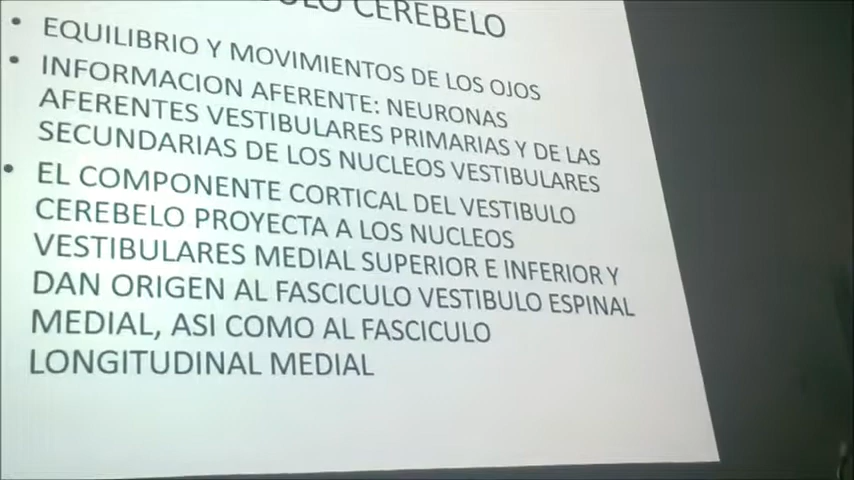 CEREBELO
• EQUILIBRIO Y MOVIMIENTOS DE LOS OJOS
• INFORMACION AFERENTE: NEURONAS
AFERENTES VESTIBULARES PRIMARIAS Y DE LAS
SECUNDARIAS DE LOS NUCLEOS VESTIBULARES
• EL COMPONENTE CORTICAL DEL VESTIBULO
CEREBELO PROYECTA A LOS NUCLEOS
VESTIBULARES MEDIAL SUPERIOR E INFERIOR Y
DAN ORIGEN AL FASCICULO VESTIBULO ESPINAL
MEDIAL, ASI COMO AL FASCICULO
LONGITUDINAL MEDIAL